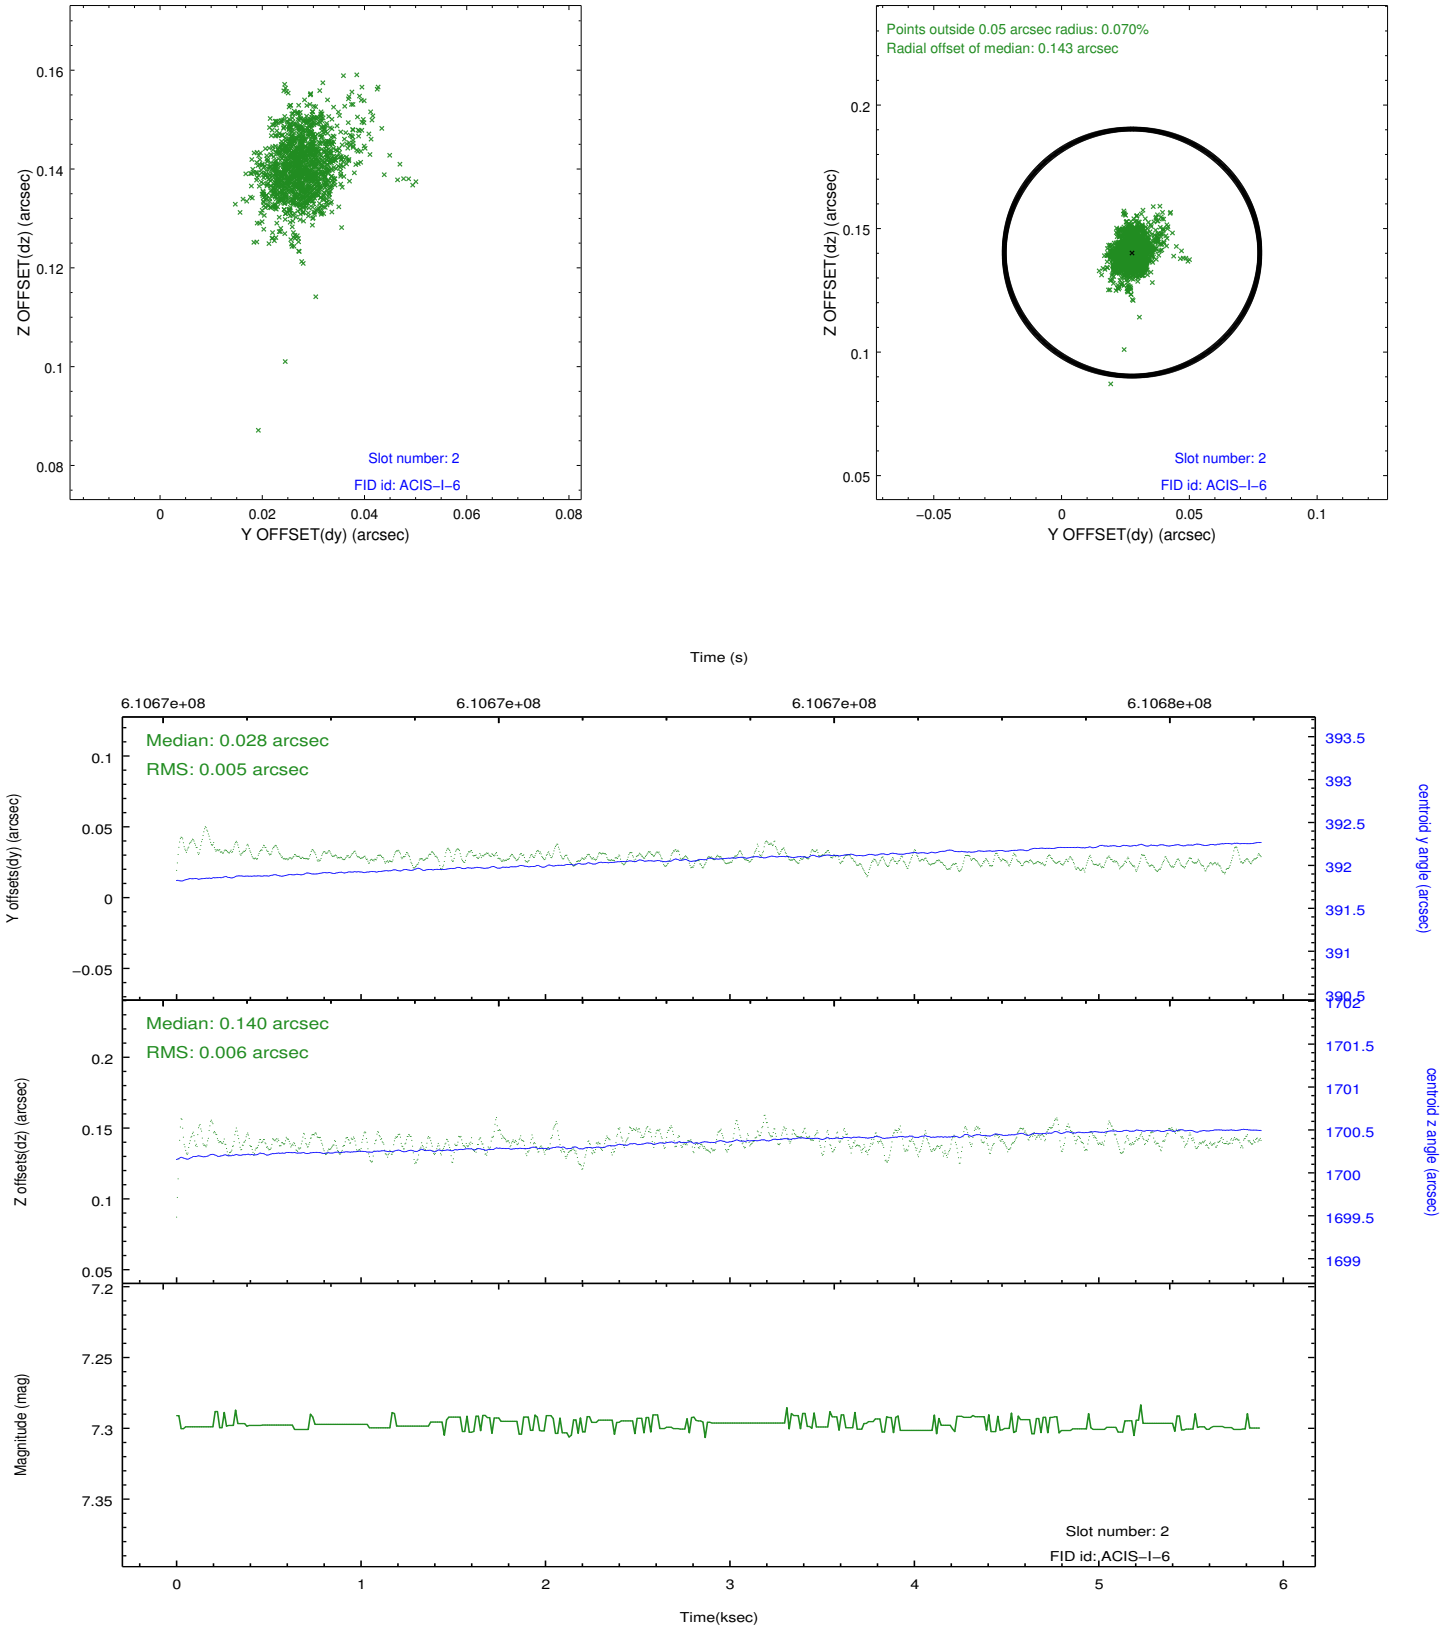 0.16
0.14
0.12
0.1
0.08
Z OFFSET(dz) (arcsec)
Slot number: 2
FID id: ACIS−I−6
0
0.02
0.04
0.06
0.08
Y OFFSET(dy) (arcsec)
Points outside 0.05 arcsec radius: 0.070%
Radial offset of median: 0.143 arcsec
0.2
0.15
0.1
0.05
Z OFFSET(dz) (arcsec)
Slot number: 2
FID id: ACIS−I−6
−0.05
0
0.05
0.1
Y OFFSET(dy) (arcsec)
Time (s)
6.1067e+08
6.1067e+08
6.1067e+08
6.1068e+08
Median: 0.028 arcsec
RMS: 0.005 arcsec
0.1
0.05
0
−0.05
Y offsets(dy) (arcsec)
393.5
393
392.5
392
391.5
391
390.5
centroid y angle (arcsec)
Median: 0.140 arcsec
RMS: 0.006 arcsec
0.2
0.15
0.1
0.05
Z offsets(dz) (arcsec)
1702
1701.5
1701
1700.5
1700
1699.5
1699
centroid z angle (arcsec)
7.2
7.25
7.3
7.35
Magnitude (mag)
Slot number: 2
FID id: ACIS−I−6
0
1
2
3
4
5
6
Time(ksec)